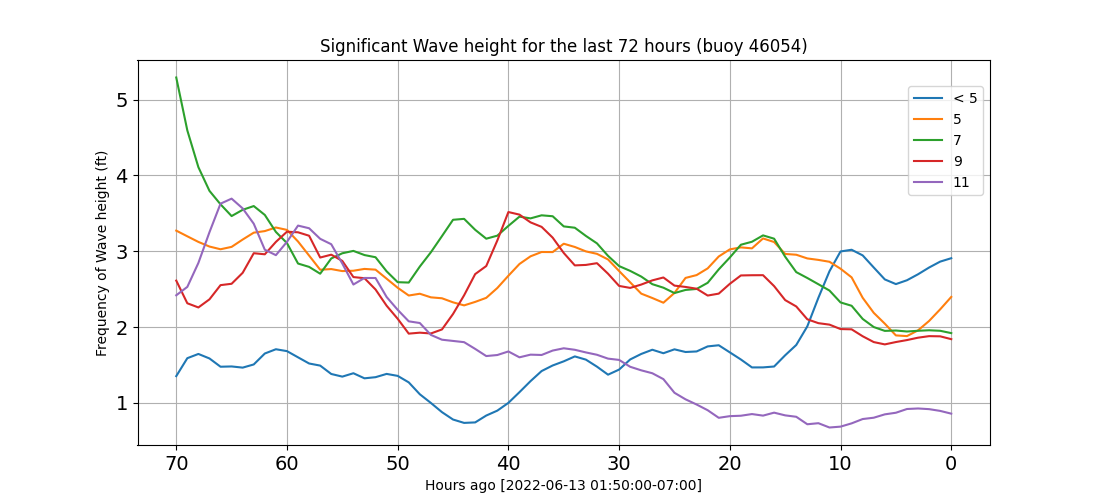 Significant Wave height for the last 72 hours (buoy 46054)
Frequency of Wave height (ft)
5
4
3
2
1
< 5
5
7
9
11
70 60 50 40 30 20 10 0
Hours ago [2022-06-13 01:50:00-07:00]